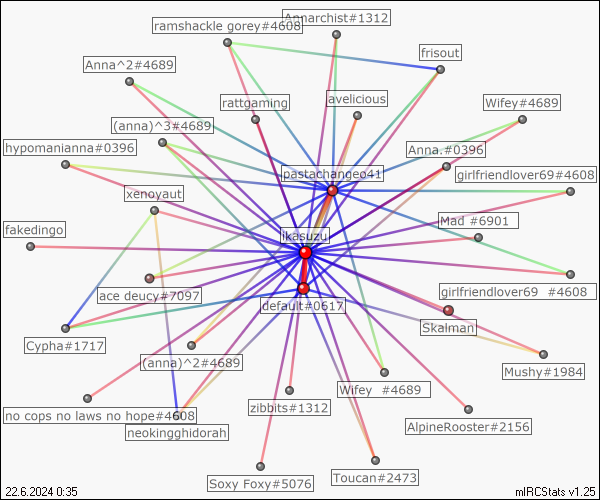 Annarchist#1312
ramshackle gorey#4608
frisout
Anna^2#4689
rattgaming
avelicious
Wifey#4689
(anna)^3#4689
hypomanianna#0396
Anna.#0396
pastachangeo41
girlfriendlover69#4608
xenoyaut
Mad #6901
fakedingo
ikasuzu
ace deucy#7097
girlfriendlover69 #4608
default#0617
Skalman
Cypha#1717
(anna)^2#4689
Mushy#1984
Wifey #4689
no cops no laws no hope#4608
zibbits#1312
AlpineRooster#2156
neokingghidorah
Soxy Foxy#5076
Toucan#2473
22.6.2024 0:35
mIRCStats v1.25